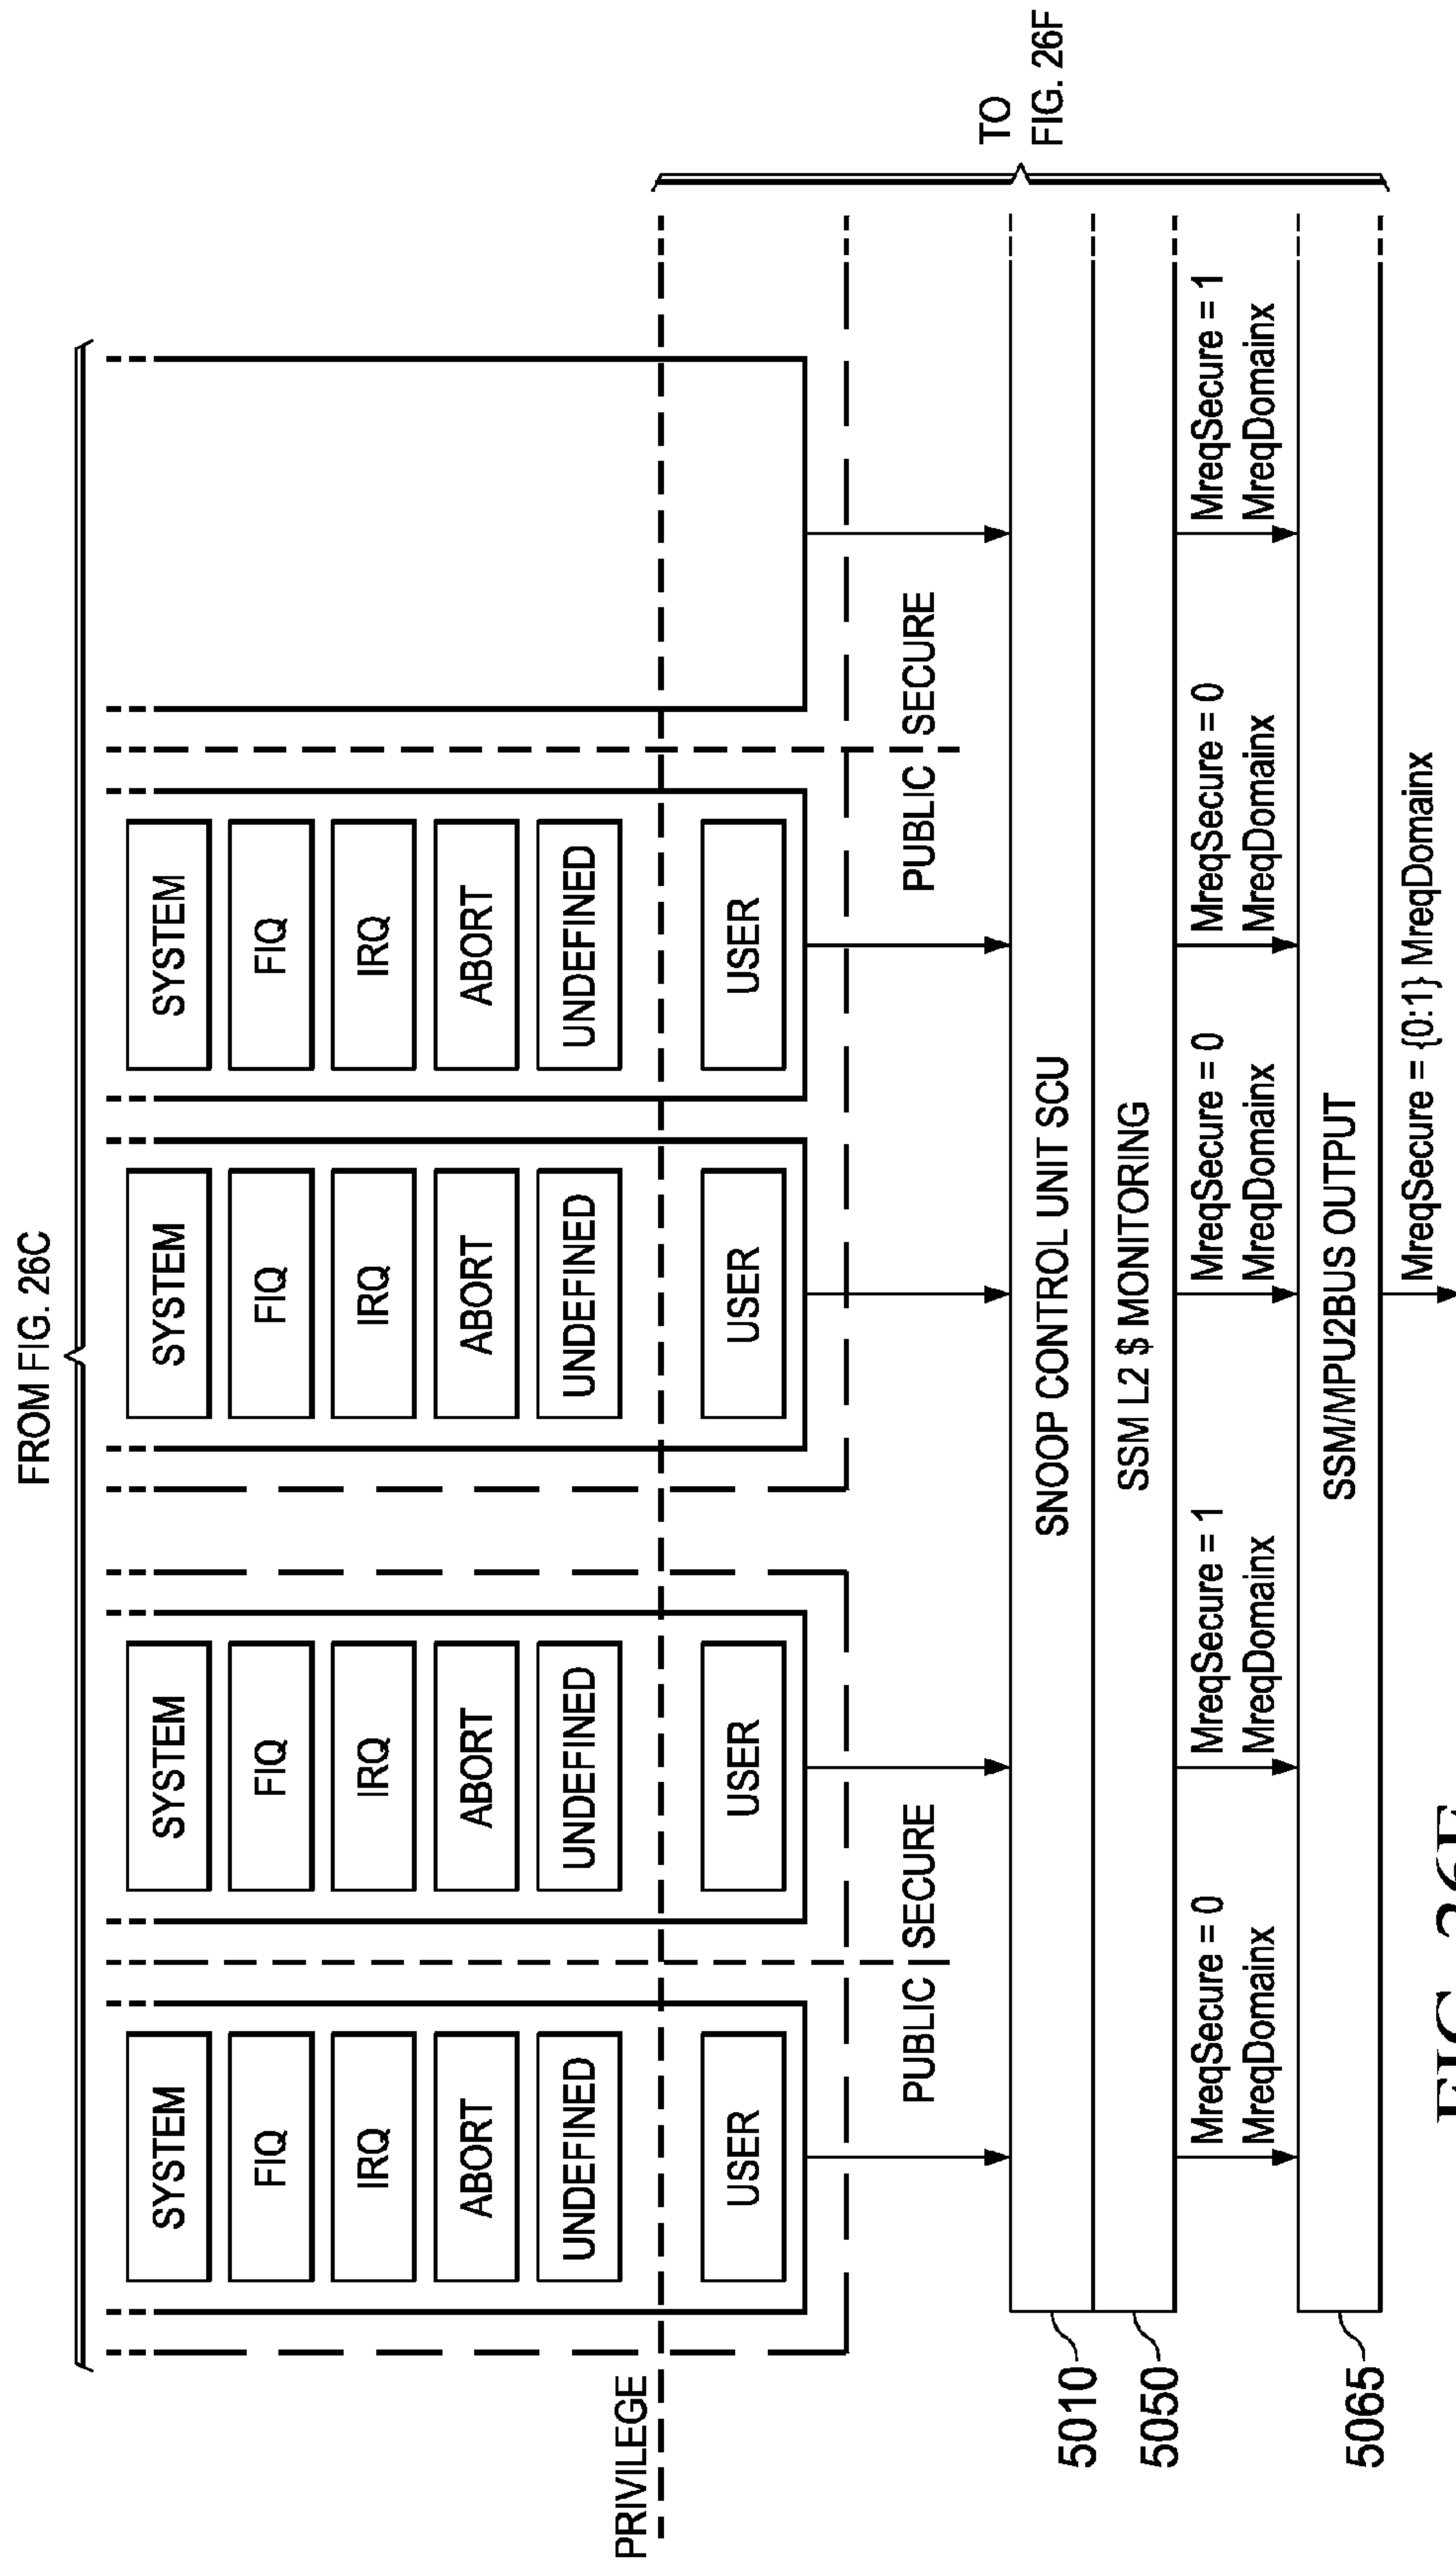 FROM FIG. 26C
SYSTEM
SYSTEM
SYSTEM
SYSTEM
FIQ
FIQ
FIQ
FIQ
IRQ
IRQ
IRQ
IRQ
ABORT
ABORT
ABORT
ABORT
UNDEFINED
UNDEFINED
UNDEFINED
UNDEFINED
PRIVILEGE
USER
USER
USER
USER
PUBLIC SECURE
PUBLIC SECURE
TO
FIG. 26F
5010
SNOOP CONTROL UNIT SCU
5050
SSM L2 $ MONITORING
MreqSecure = 0
MreqDomainx
MreqSecure = 1
MreqDomainx
MreqSecure = 0
MreqDomainx
MreqSecure = 0
MreqDomainx
MreqSecure = 1
MreqDomainx
5065
SSM/MPU2BUS OUTPUT
MreqSecure = {0:1} MreqDomainx